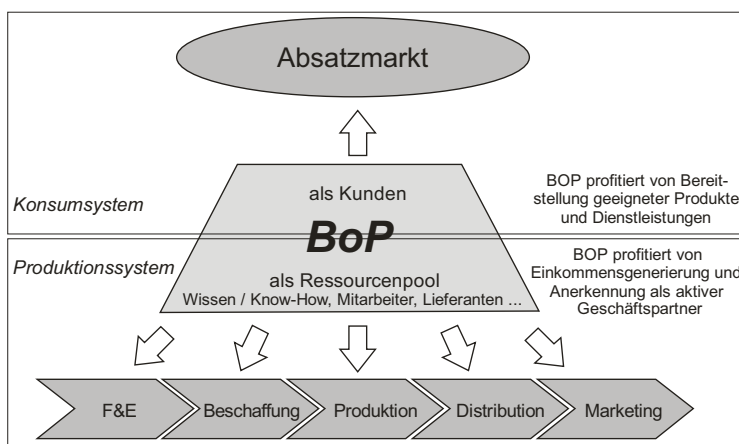 Absatzmarkt
als Kunden
Konsumsystem
BOP profitiert von Bereit-
stellung geeigneter Produkte
und Dienstleistungen
BoP
Produktionssystem
als Ressourcenpool
Wissen / Know-How, Mitarbeiter, Lieferanten ...
BOP profitiert von
Einkommensgenerierung und
Anerkennung als aktiver
Geschäftspartner
F&E
Beschaffung
Produktion
Distribution
Marketing